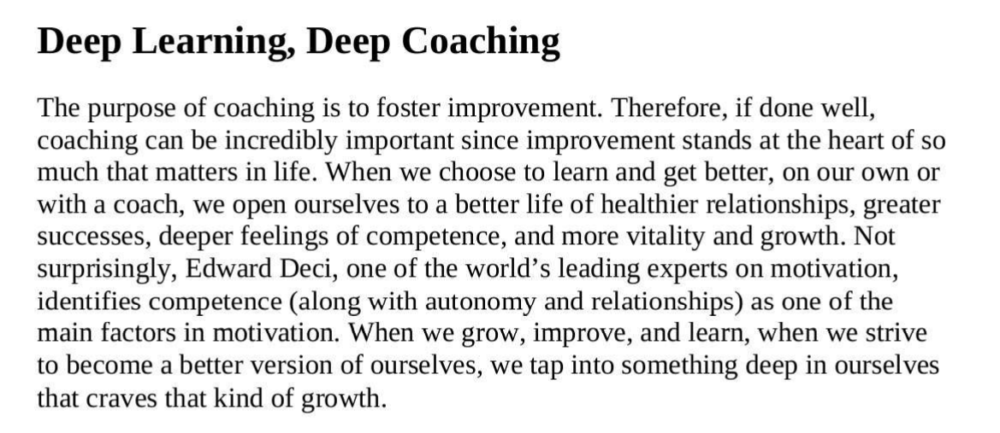 Deep Learning, Deep Coaching
The purpose of coaching is to foster improvement. Therefore, if done well,
coaching can be incredibly important since improvement stands at the heart of so
much that matters in life. When we choose to learn and get better, on our own or
with a coach, we open ourselves to a better life of healthier relationships, greater
successes, deeper feelings of competence, and more vitality and growth. Not
surprisingly, Edward Deci, one of the world’s leading experts on motivation,
identifies competence (along with autonomy and relationships) as one of the
main factors in motivation. When we grow, improve, and learn, when we strive
to become a better version of ourselves, we tap into something deep in ourselves
that craves that kind of growth.